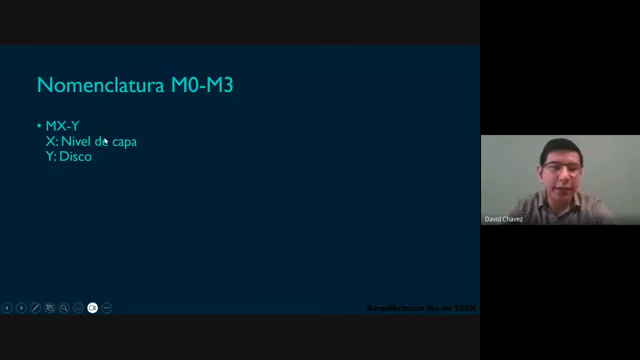 Nomenclatura M0-M3
• MX-Y
X: Nivel de capa
Y: Disco
Amplificación fija de 500X
David Chavez